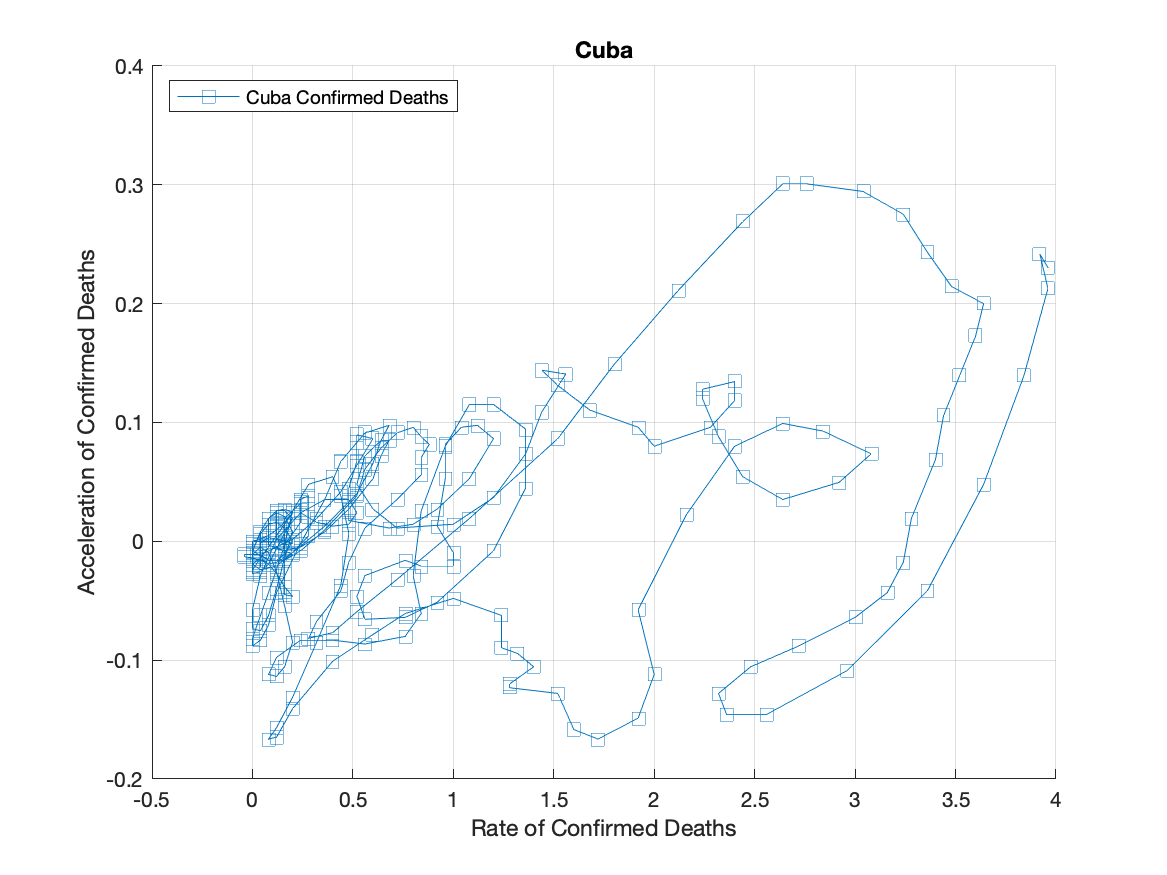 Cuba
Cuba Confirmed Deaths
Acceleration of Confirmed Deaths
0.4
0.3
0.2
0.1
0
-0.1
-0.2
-0.5 0 0.5 1 1.5 2 2.5 3 3.5 4
Rate of Confirmed Deaths